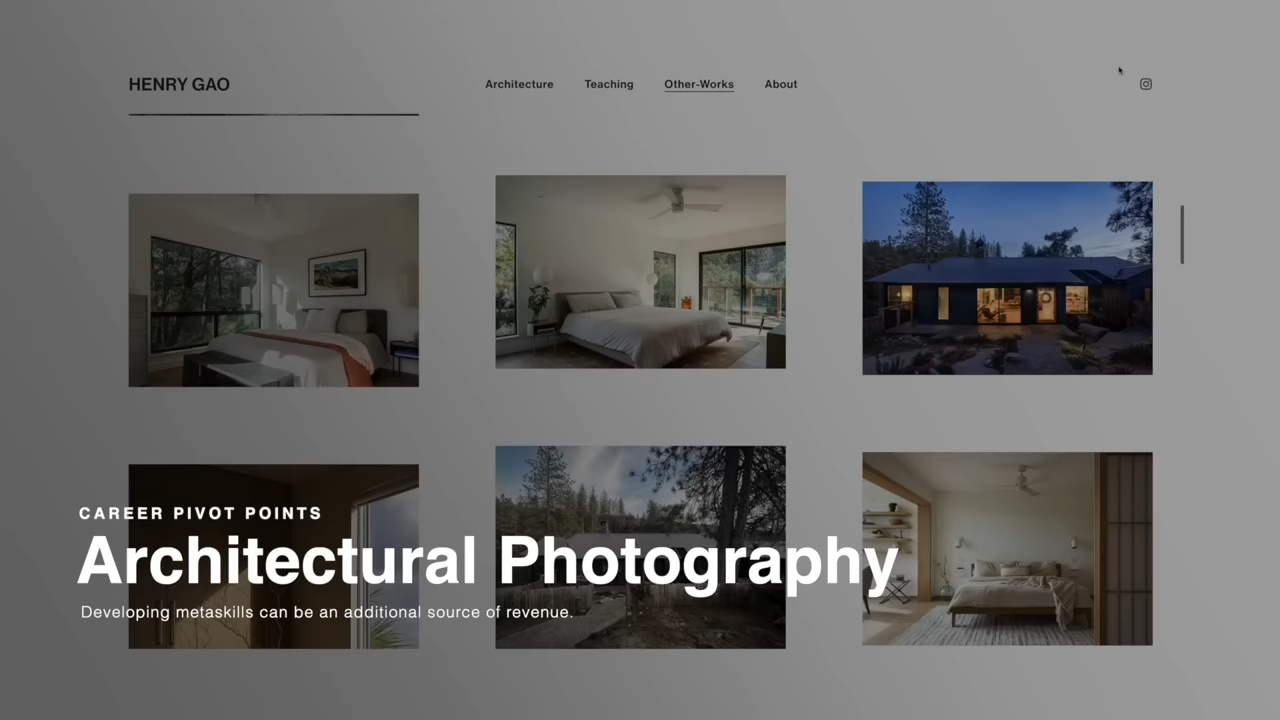 HENRY GAO
Architecture Teaching Other-Works About
CAREER PIVOT POINTS
Architectural Photography
Developing metaskills can be an additional source of revenue.